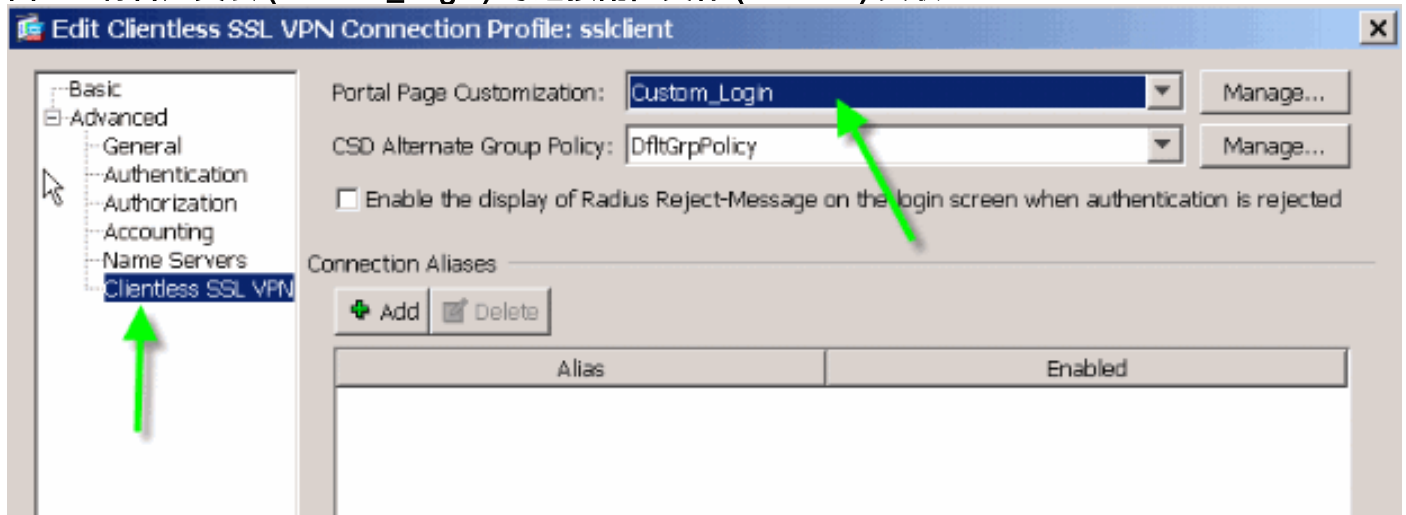 Edit Clientless SSL VPN Connection Profile: sslclient
Basic
Advanced
General
Authentication
Authorization
Accounting
Name Servers
Clientless SSL VPN
Portal Page Customization: Custom_Login Manage...
CSD Alternate Group Policy: DfltGrpPolicy Manage...
Enable the display of Radius Reject-Message on the login screen when authentication is rejected
Connection Aliases
Add Delete
Alias Enabled